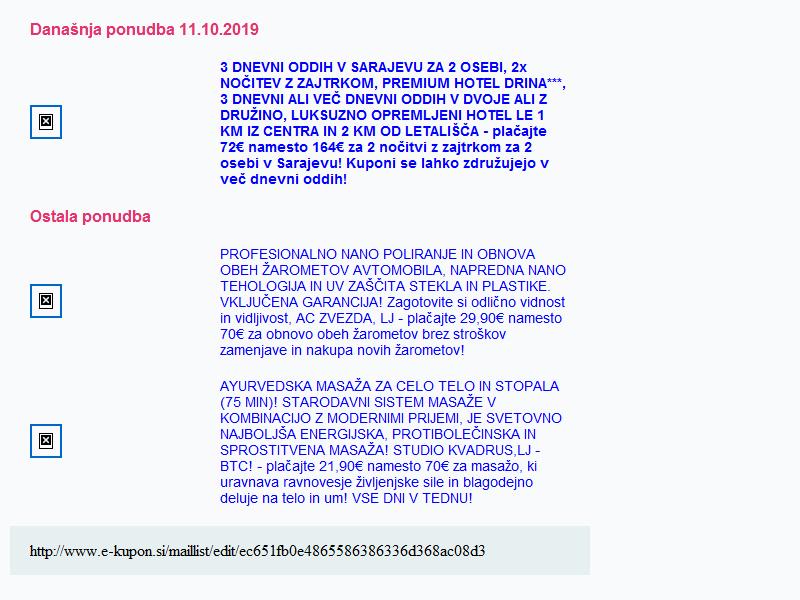 Današnja ponudba 11.10.2019
3 DNEVNI ODDIH V SARAJEVU ZA 2 OSEBI, 2x
NOČITEV Z ZAJTRKOM, PREMIUM HOTEL DRINA***,
3 DNEVNI ALI VEČ DNEVNI ODDIH V DVOJE ALI Z
DRUŽINO, LUKSUZNO OPREMLJENI HOTEL LE 1
KM IZ CENTRA IN 2 KM OD LETALIŠČA - plačajte
72€ namesto 164€ za 2 nočitvi z zajtrkom za 2
osebi v Sarajevu! Kuponi se lahko združujejo v
več dnevni oddih!
Ostala ponudba
PROFESIONALNO NANO POLIRANJE IN OBNOVA
OBEH ŽAROMETOV AVTOMOBILA, NAPREDNA NANO
TEHOLOGIJA IN UV ZAŠČITA STEKLA IN PLASTIKE.
VKLJUČENA GARANCIJA! Zagotovite si odlično vidnost
in vidljivost, AC ZVEZDA, LJ - plačajte 29,90€ namesto
70€ za obnovo obeh žarometov brez stroškov
zamenjave in nakupa novih žarometov!
AYURVEDSKA MASAŽA ZA CELO TELO IN STOPALA
(75 MIN)! STARODAVNI SISTEM MASAŽE V
KOMBINACIJO Z MODERNIMI PRIJEMI, JE SVETOVNO
NAJBOLJŠA ENERGIJSKA, PROTIBOLEČINSKA IN
SPROSTITVENA MASAŽA! STUDIO KVADRUS,LJ -
BTC! - plačajte 21,90€ namesto 70€ za masažo, ki
uravnava ravnovesje življenjske sile in blagodejno
deluje na telo in um! VSE DNI V TEDNU!
http://www.e-kupon.si/maillist/edit/ec651fb0e4865586386336d368ac08d3